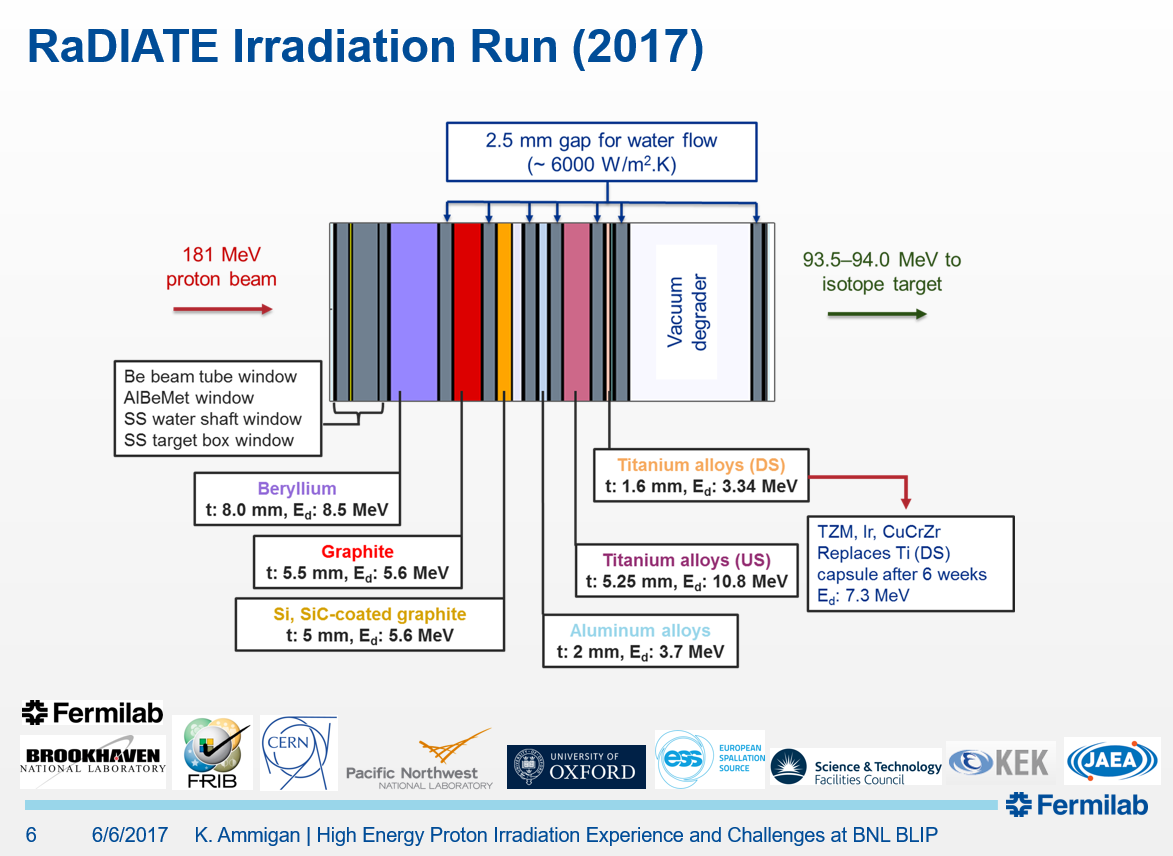 RaDIATE Irradiation Run (2017)
2.5 mm gap for water flow
(~ 6000 W/m².K)
181 MeV
proton beam
93.5–94.0 MeV to
isotope target
Vacuum
degrader
Be beam tube window
AlBeMet window
SS water shaft window
SS target box window
Titanium alloys (DS)
t: 1.6 mm, Ed: 3.34 MeV
Beryllium
t: 8.0 mm, Ed: 8.5 MeV
TZM, Ir, CuCrZr
Replaces Ti (DS)
capsule after 6 weeks
Ed: 7.3 MeV
Graphite
t: 5.5 mm, Ed: 5.6 MeV
Titanium alloys (US)
t: 5.25 mm, Ed: 10.8 MeV
Si, SiC-coated graphite
t: 5 mm, Ed: 5.6 MeV
Aluminum alloys
t: 2 mm, Ed: 3.7 MeV
Fermilab
BROOKHAVEN
NATIONAL LABORATORY
FRIB
CERN
Pacific Northwest
NATIONAL LABORATORY
UNIVERSITY OF
OXFORD
ess
EUROPEAN
SPALLATION
SOURCE
Science & Technology
Facilities Council
KEK
JAEA
Fermilab
6 6/6/2017 K. Ammigan | High Energy Proton Irradiation Experience and Challenges at BNL BLIP